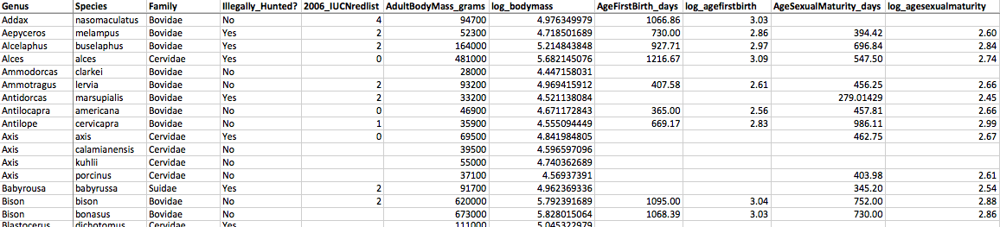 Genus Species Family Illegally_Hunted? 2006_IUCNredlist AdultBodyMass_grams log_bodymass AgeFirstBirth_days log_agefirstbirth AgeSexualMaturity_days log_agesexualmaturity
Addax nasomaculatus Bovidae No 4 94700 4.976349979 1066.86 3.03
Aepyceros melampus Bovidae Yes 2 52300 4.718501689 730.00 2.86 394.42 2.60
Alcelaphus buselaphus Bovidae Yes 2 164000 5.214843848 927.71 2.97 696.84 2.84
Alces alces Cervidae Yes 0 481000 5.682145076 1216.67 3.09 547.50 2.74
Ammodorcas clarkei Bovidae No 28000 4.447158031
Ammotragus lervia Bovidae No 2 93200 4.969415912 407.58 2.61 456.25 2.66
Antidorcas marsupialis Bovidae Yes 2 33200 4.521138084 279.01429 2.45
Antilocapra americana Bovidae No 0 46900 4.671172843 365.00 2.56 457.81 2.66
Antilope cervicapra Bovidae No 1 35900 4.555094449 669.17 2.83 986.11 2.99
Axis axis Cervidae Yes 0 69500 4.841984805 462.75 2.67
Axis calamianensis Cervidae No 39500 4.596597096
Axis kuhlii Cervidae No 55000 4.740362689
Axis porcinus Cervidae No 37100 4.56937391 403.98 2.61
Babyrousa babyrussa Suidae Yes 2 91700 4.962369336 345.20 2.54
Bison bison Bovidae No 2 620000 5.792391689 1095.00 3.04 752.00 2.88
Bison bonasus Bovidae No 673000 5.828015064 1068.39 3.03 730.00 2.86
Blastocerus dichotomus Cervidae Yes 111000 5.045322979